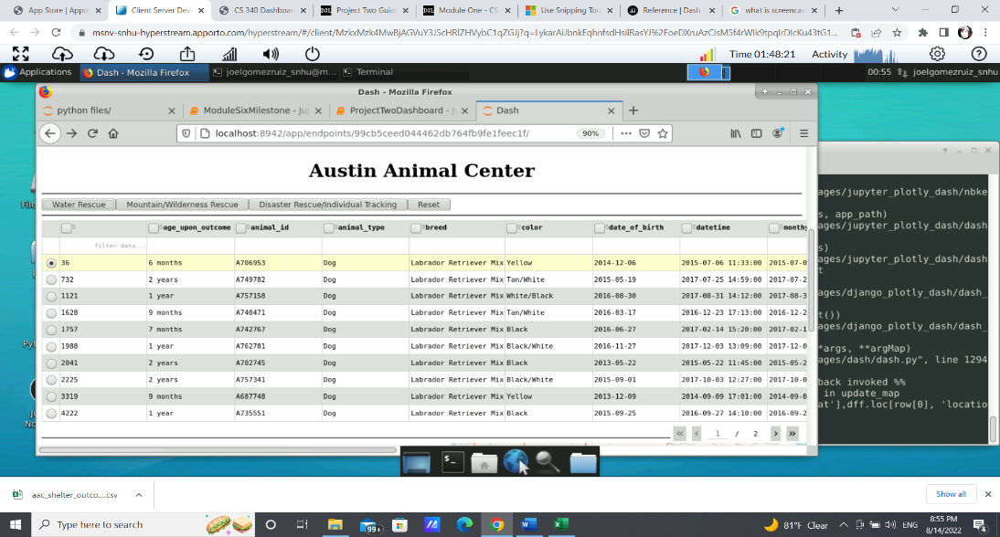 App Store | Appor
Client Server Deve
CS 340 Dashboard
Project Two Guide
Module One - CS
Use Snipping Too
Reference | Dash
what is screencas
msnv-snhu-hyperstream.apporto.com/hyperstream/#/client/
Time 01:48:21
Activity
Applications
Dash - Mozilla Firefox
joelgomezruiz_snhu@m...
Terminal
00:55
joelgomezruiz_snhu
Dash - Mozilla Firefox
python files/
ModuleSixMilestone - Jup
ProjectTwoDashboard - J
Dash
localhost:8942/app/endpoints/99cb5ceed044462db764fb9fe1feec1f/
90%
Austin Animal Center
Water Rescue
Mountain/Wilderness Rescue
Disaster Rescue/Individual Tracking
Reset
age_upon_outcome animal_id animal_type breed color date_of_birth datetime monthy
filter data...
36 6 months A706953 Dog Labrador Retriever Mix Yellow 2014-12-06 2015-07-06 11:33:00 2015-07-0
732 2 years A749782 Dog Labrador Retriever Mix Tan/White 2015-05-19 2017-07-25 14:59:00 2017-07-2
1121 1 year A757158 Dog Labrador Retriever Mix White/Black 2016-08-30 2017-08-31 14:12:00 2017-08-3
1628 9 months A740471 Dog Labrador Retriever Mix Tan/White 2016-03-17 2016-12-23 17:13:00 2016-12-2
1757 7 months A742767 Dog Labrador Retriever Mix Black 2016-06-27 2017-02-14 15:20:00 2017-02-1
1988 1 year A762781 Dog Labrador Retriever Mix Black/White 2016-11-27 2017-12-03 13:09:00 2017-12-0
2041 2 years A702745 Dog Labrador Retriever Mix Black 2013-05-22 2015-05-22 11:45:00 2015-05-2
2225 2 years A757341 Dog Labrador Retriever Mix Black/White 2015-09-01 2017-10-03 12:27:00 2017-10-0
3319 9 months A687748 Dog Labrador Retriever Mix Yellow 2013-12-09 2014-09-09 17:01:00 2014-09-0
4222 1 year A735551 Dog Labrador Retriever Mix Black 2015-09-25 2016-09-27 14:10:00 2016-09-2
1 / 2
ages/jupyter_plotly_dash/nbke
s, app_path)
ages/jupyter_plotly_dash/dash
s)
ages/jupyter_plotly_dash/dash
t
ages/django_plotly_dash/dash_
t())
ages/django_plotly_dash/dash_
*args, **argMap)
ages/dash/dash.py", line 1294
back invoked %%
in update_map
at'],dff.loc[row[0], 'locatio
aac_shelter_outco....csv
Show all
Type here to search
99+
81°F Clear
ENG
8:55 PM
8/14/2022
4